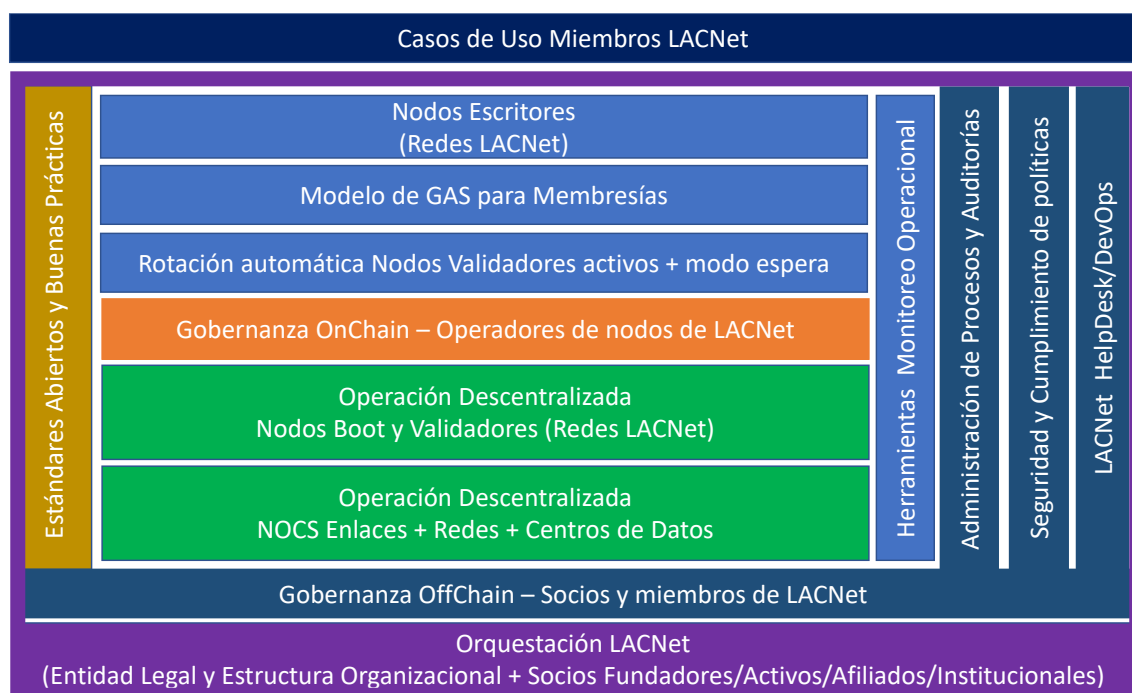 Casos de Uso Miembros LACNet
Estándares Abiertos y Buenas Prácticas
Nodos Escritores
(Redes LACNet)
Modelo de GAS para Membresías
Rotación automática Nodos Validadores activos + modo espera
Gobernanza OnChain – Operadores de nodos de LACNet
Operación Descentralizada
Nodos Boot y Validadores (Redes LACNet)
Operación Descentralizada
NOCS Enlaces + Redes + Centros de Datos
Herramientas Monitoreo Operacional
Administración de Procesos y Auditorías
Seguridad y Cumplimiento de políticas
LACNet HelpDesk/DevOps
Gobernanza OffChain – Socios y miembros de LACNet
Orquestación LACNet
(Entidad Legal y Estructura Organizacional + Socios Fundadores/Activos/Afiliados/Institucionales)